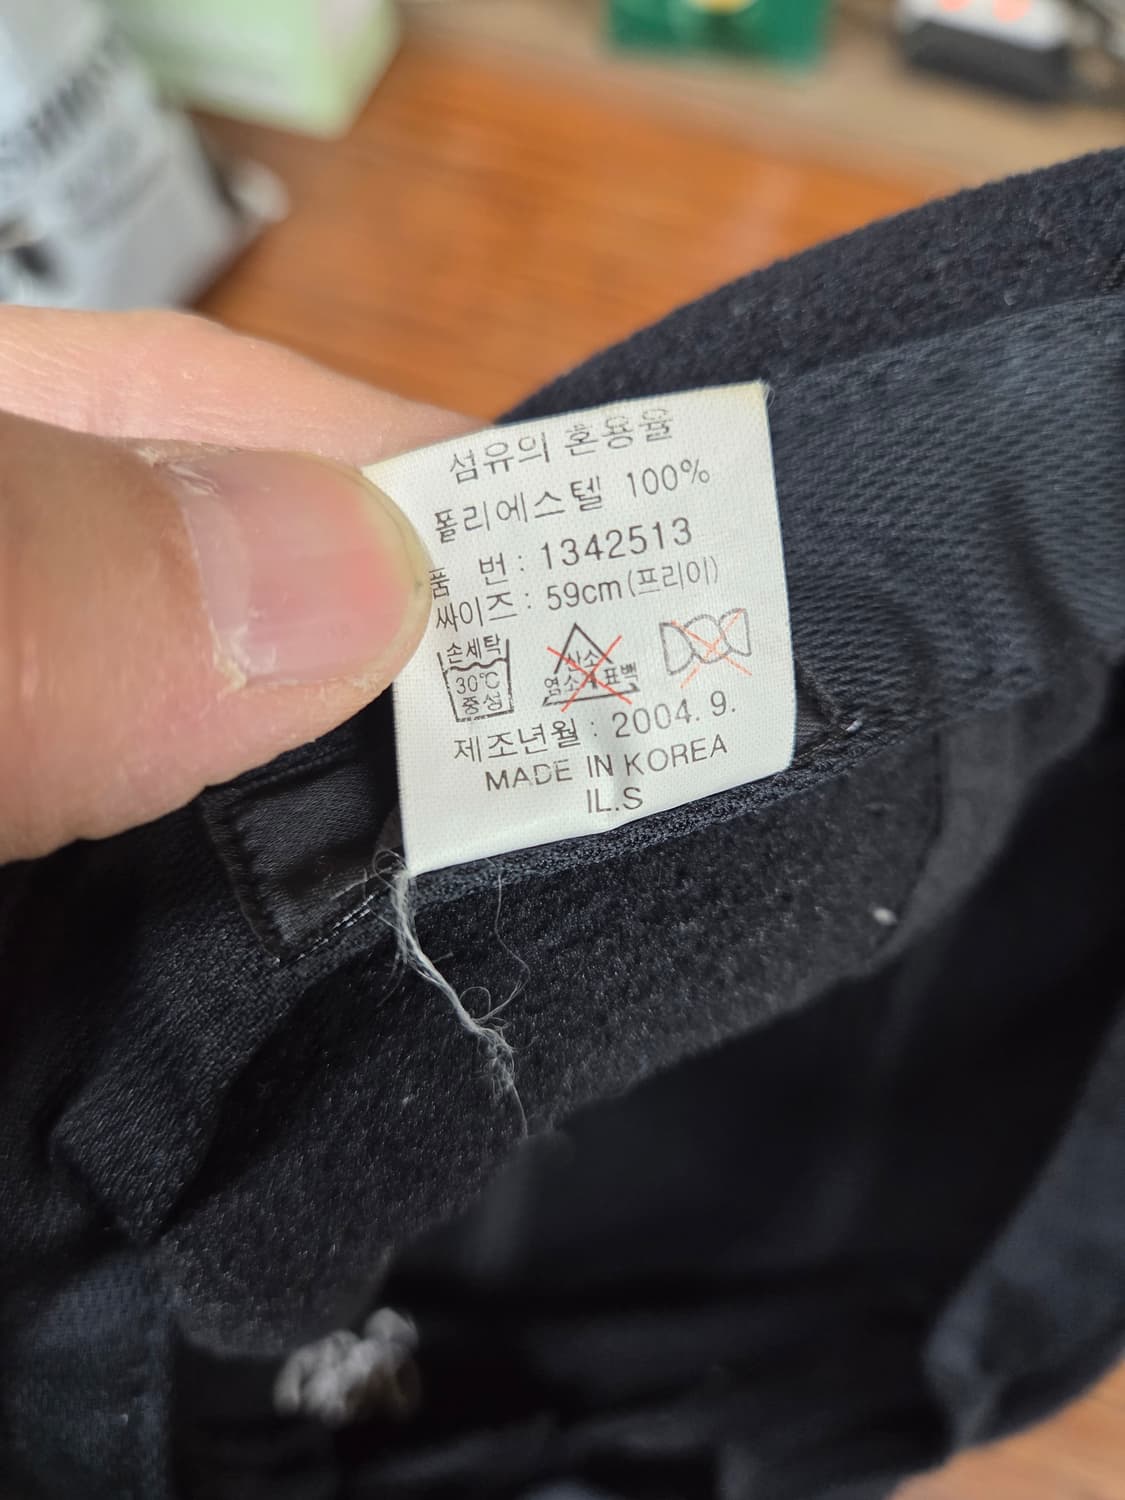 섬유의 혼용율
폴리에스텔 100%
품 번 : 1342513
싸이즈 : 59cm(프리이)
손세탁
30℃
중성
산소
염소 표백
제조년월 : 2004. 9.
MADE IN KOREA
IL.S